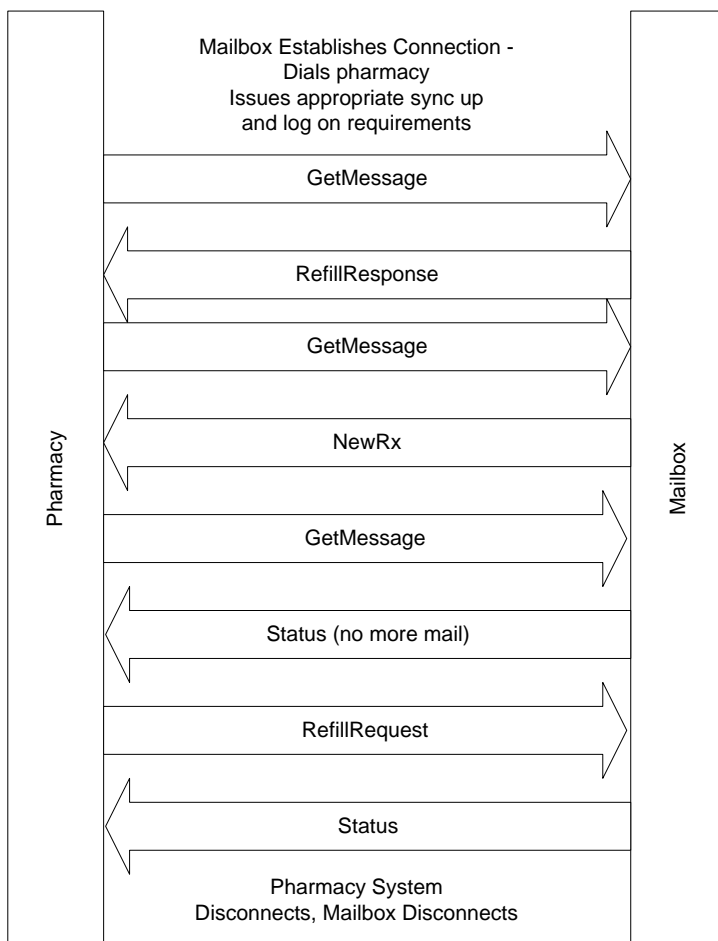 Mailbox Establishes Connection -
Dials pharmacy
Issues appropriate sync up
and log on requirements
GetMessage
RefillResponse
GetMessage
NewRx
Pharmacy
Mailbox
GetMessage
Status (no more mail)
RefillRequest
Status
Pharmacy System
Disconnects, Mailbox Disconnects